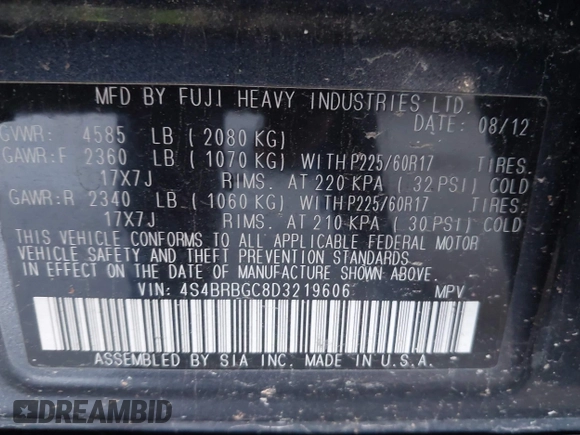 MFD BY FUJI HEAVY INDUSTRIES LTD.
08/12
GVWR: 4585 LB (2080 KG)
GAWR:F 2360 LB (1070 KG) WITH P225/60R17 TIRES.
17X7J RIMS. AT 220 KPA (32 PSI) COLD
GAWR:R 2340 LB. (1060 KG) WITH P225/60R17 TIRES.
17X7J RIMS. AT 210 KPA (30 PSI) COLD
THIS VEHICLE CONFORMS TO ALL APPLICABLE FEDERAL MOTOR
VEHICLE SAFETY AND THEFT PREVENTION STANDARDS
IN EFFECT ON THE DATE OF MANUFACTURE SHOWN ABOVE.
VIN: 4S4BRBGC8D3219606 MPV
ASSEMBLED BY SIA INC. MADE IN U.S.A.
DREAMBID